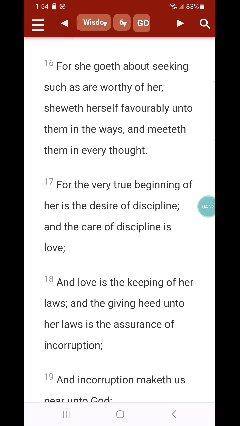 1:54
83%
Wisdo
6
GD
16 For she goeth about seeking
such as are worthy of her,
sheweth herself favourably unto
them in the ways, and meeteth
them in every thought.
17 For the very true beginning of
her is the desire of discipline;
and the care of discipline is
love;
18 And love is the keeping of her
laws; and the giving heed unto
her laws is the assurance of
incorruption;
19 And incorruption maketh us
near unto God: